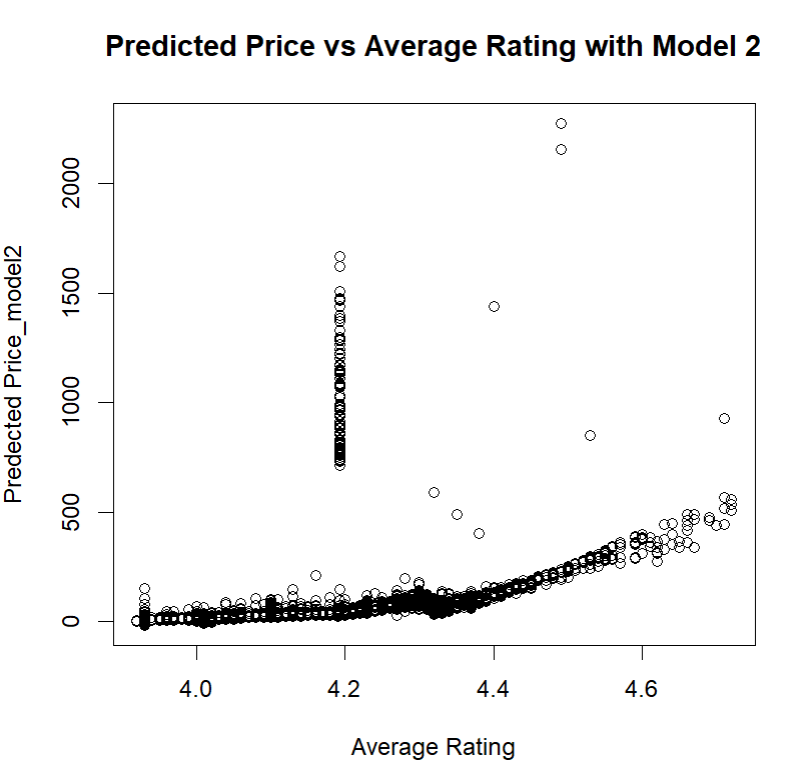 Predicted Price vs Average Rating with Model 2
Predected Price_model2
2000
1500
1000
500
0
4.0 4.2 4.4 4.6
Average Rating